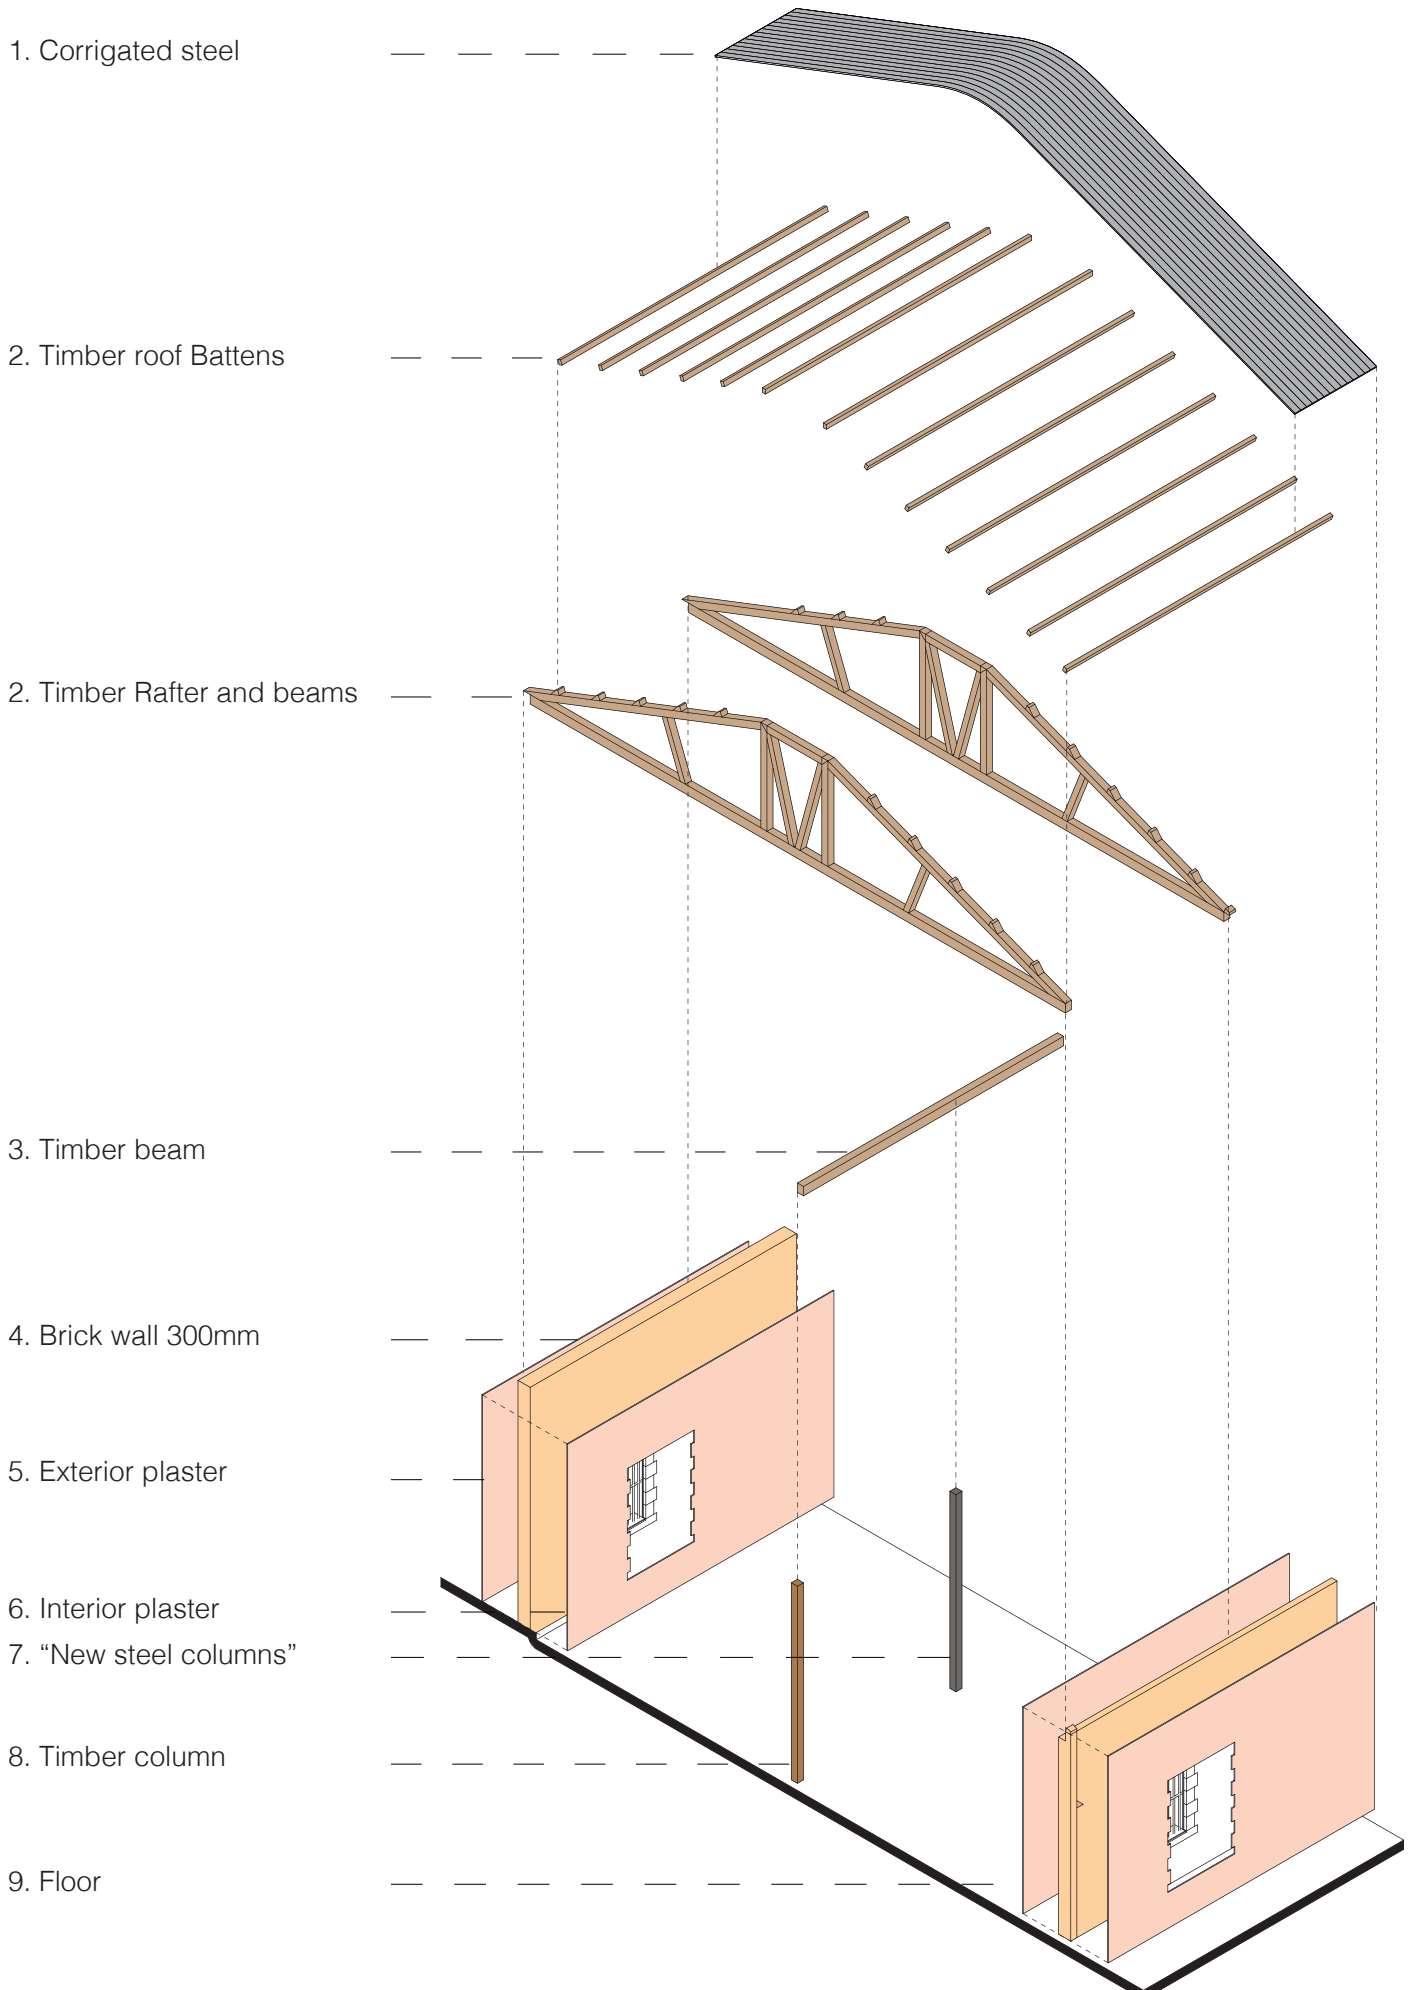 1. Corrigated steel
2. Timber roof Battens
2. Timber Rafter and beams
3. Timber beam
4. Brick wall 300mm
5. Exterior plaster
6. Interior plaster
7. “New steel columns”
8. Timber column
9. Floor